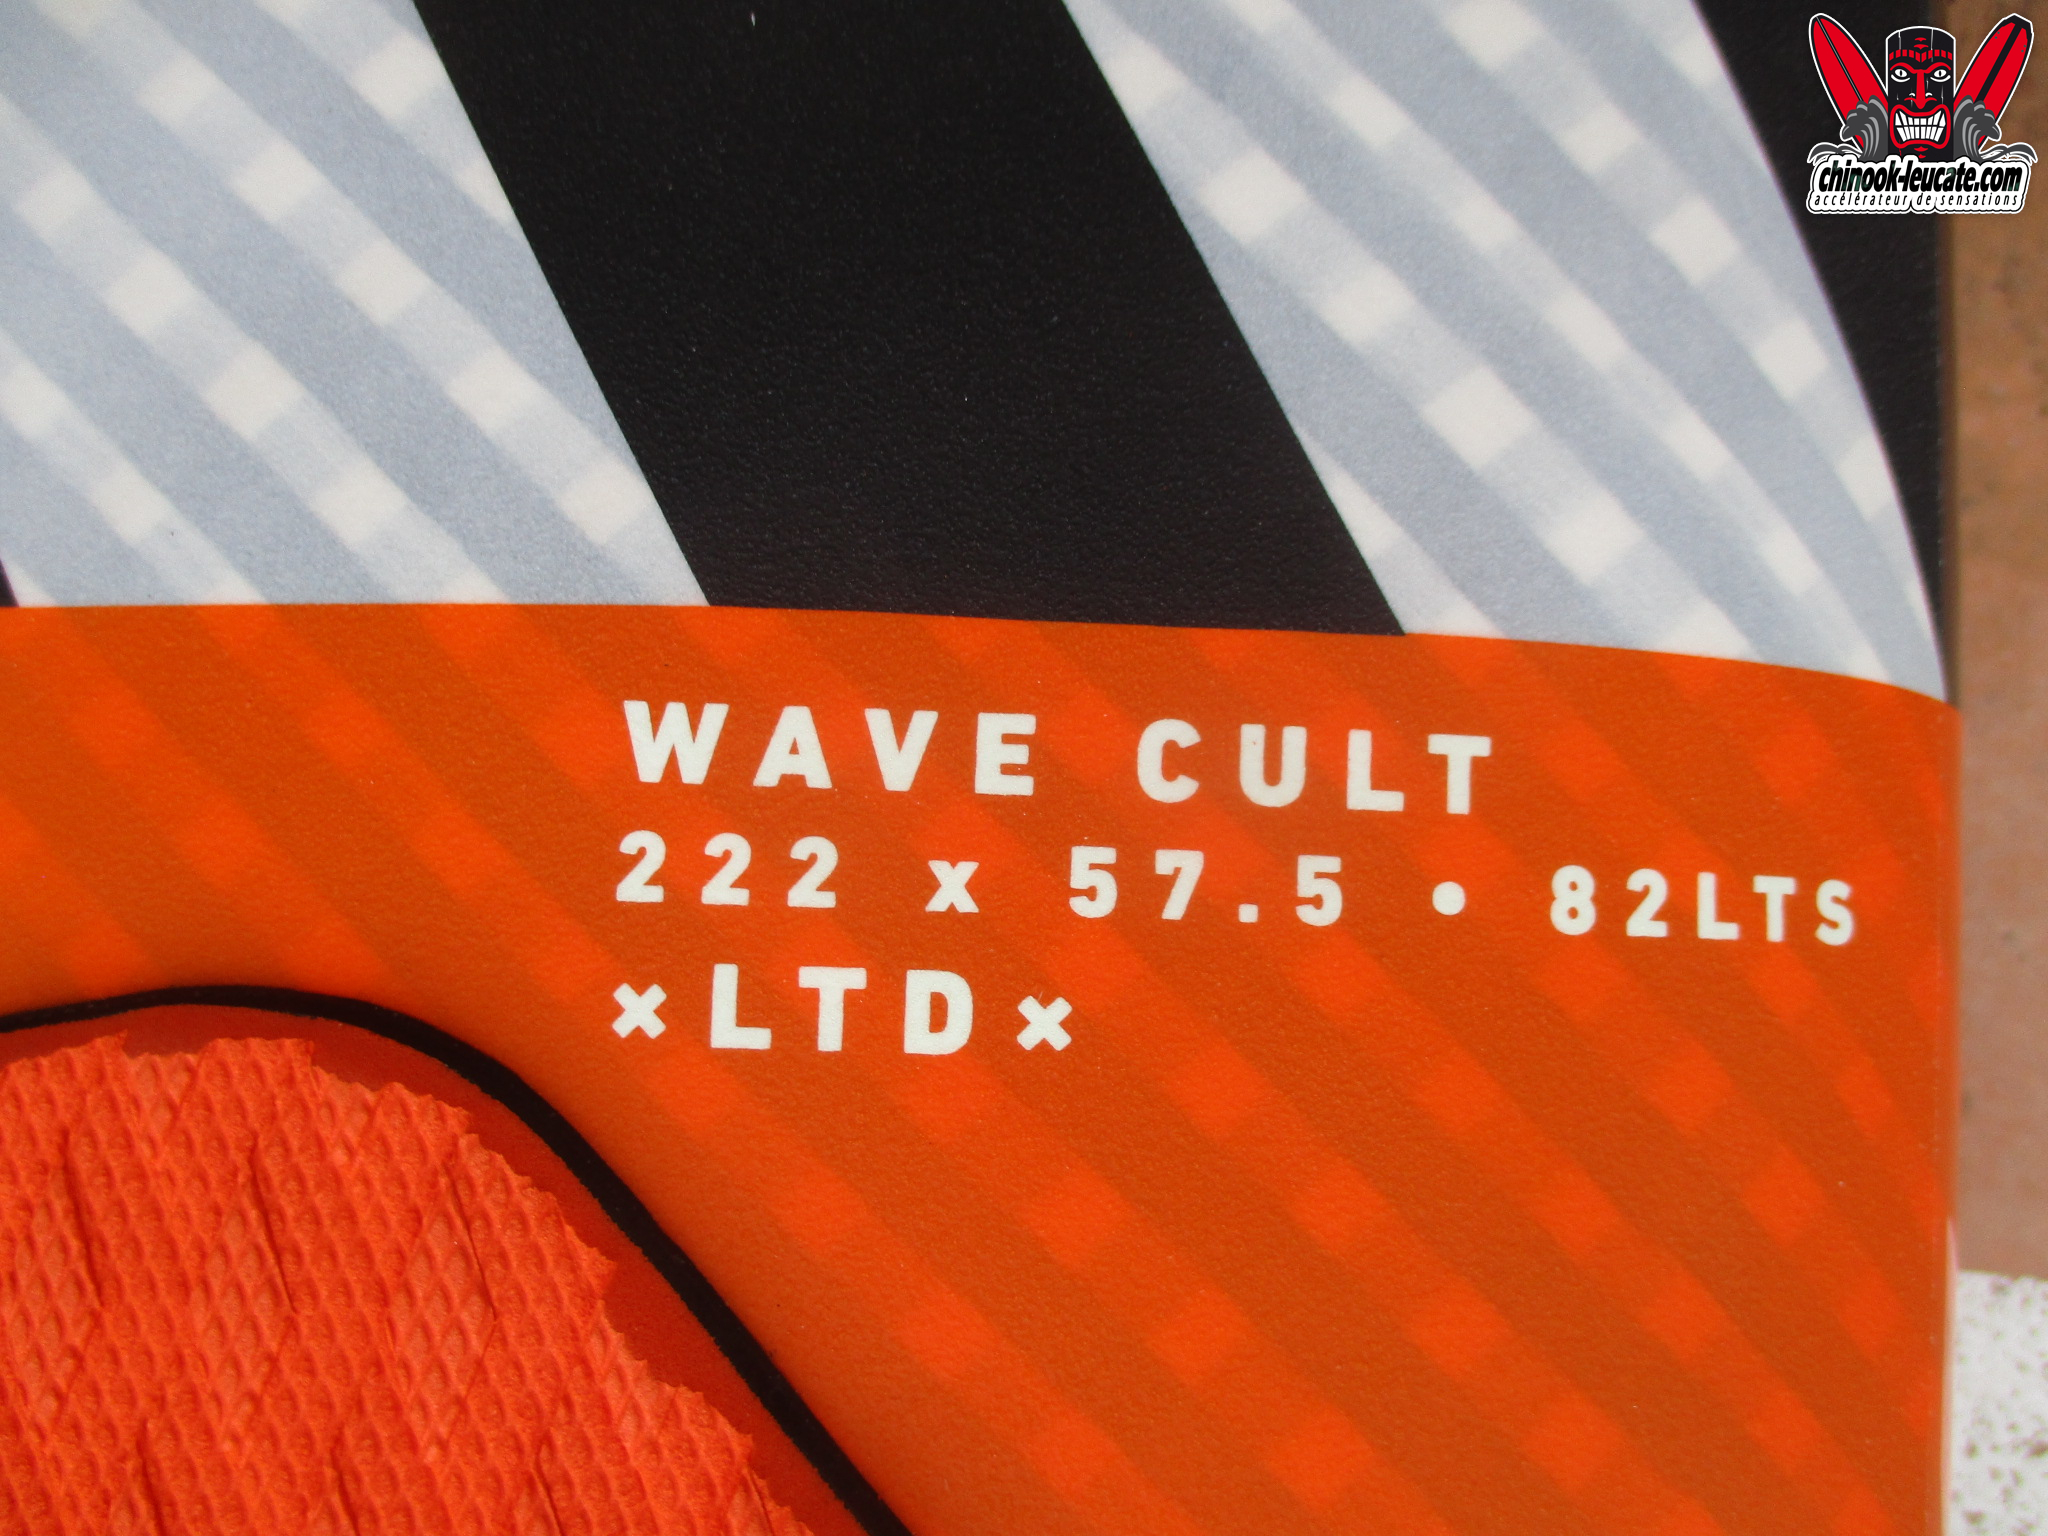 chinook-leucate.com
accélérateur de sensations
WAVE CULT
222 x 57.5 • 82LTS
×LTD×